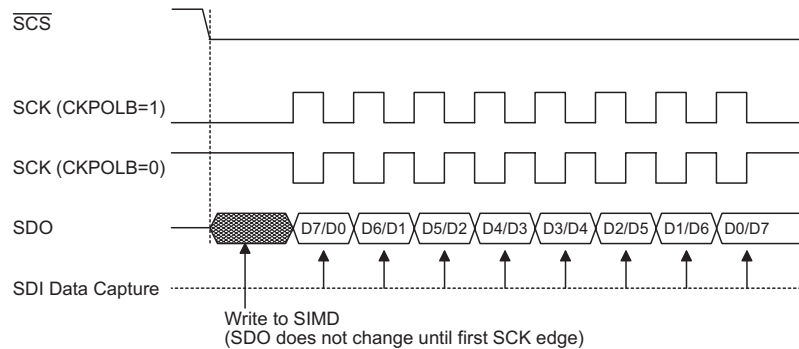 SCS
SCK (CKPOLB=1)
SCK (CKPOLB=0)
SDO D7/D0 D6/D1 D5/D2 D4/D3 D3/D4 D2/D5 D1/D6 D0/D7
SDI Data Capture
Write to SIMD
(SDO does not change until first SCK edge)